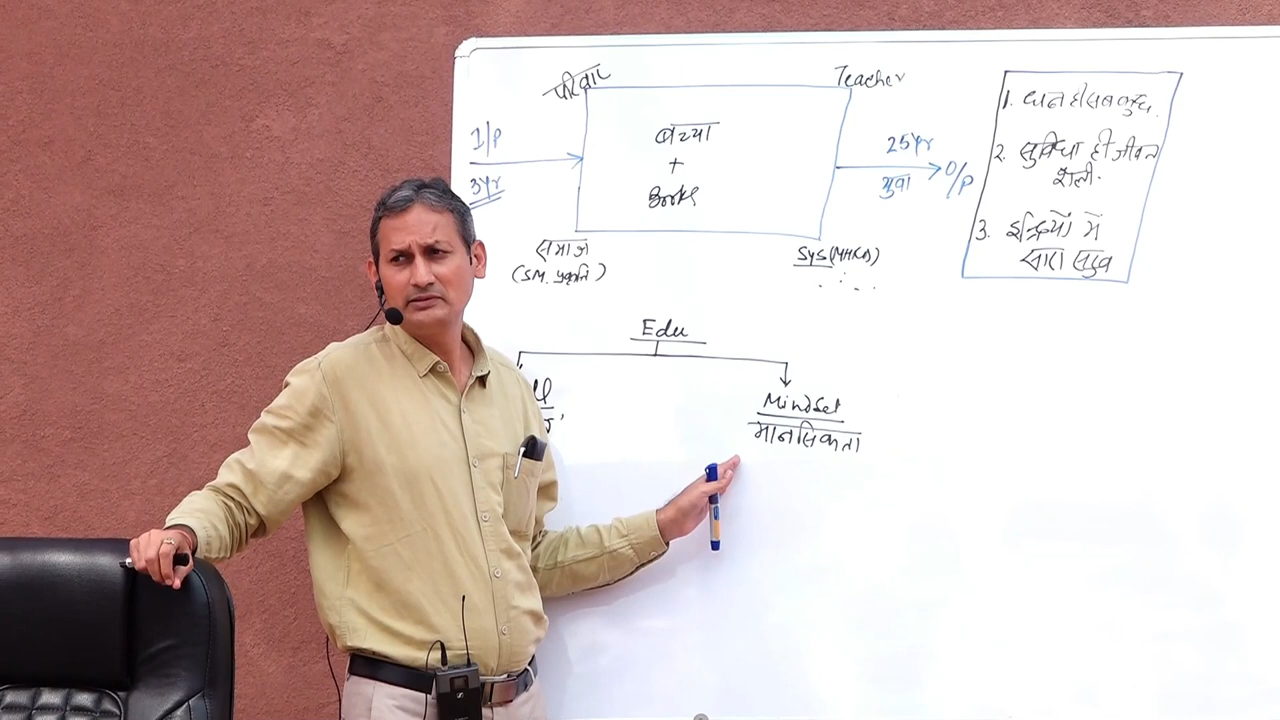 परिवार
Teacher
I/P
3yr
बच्चा
+
Books
25yr
युवा
O/P
समाज
(SM. प्रकृति)
Sys(MHRD)
1. धन ही सब कुछ.
2. सुविधा ही जीवन
शैली.
3. इन्द्रियों में
सारा सुख
Edu
Mindset
मानसिकता